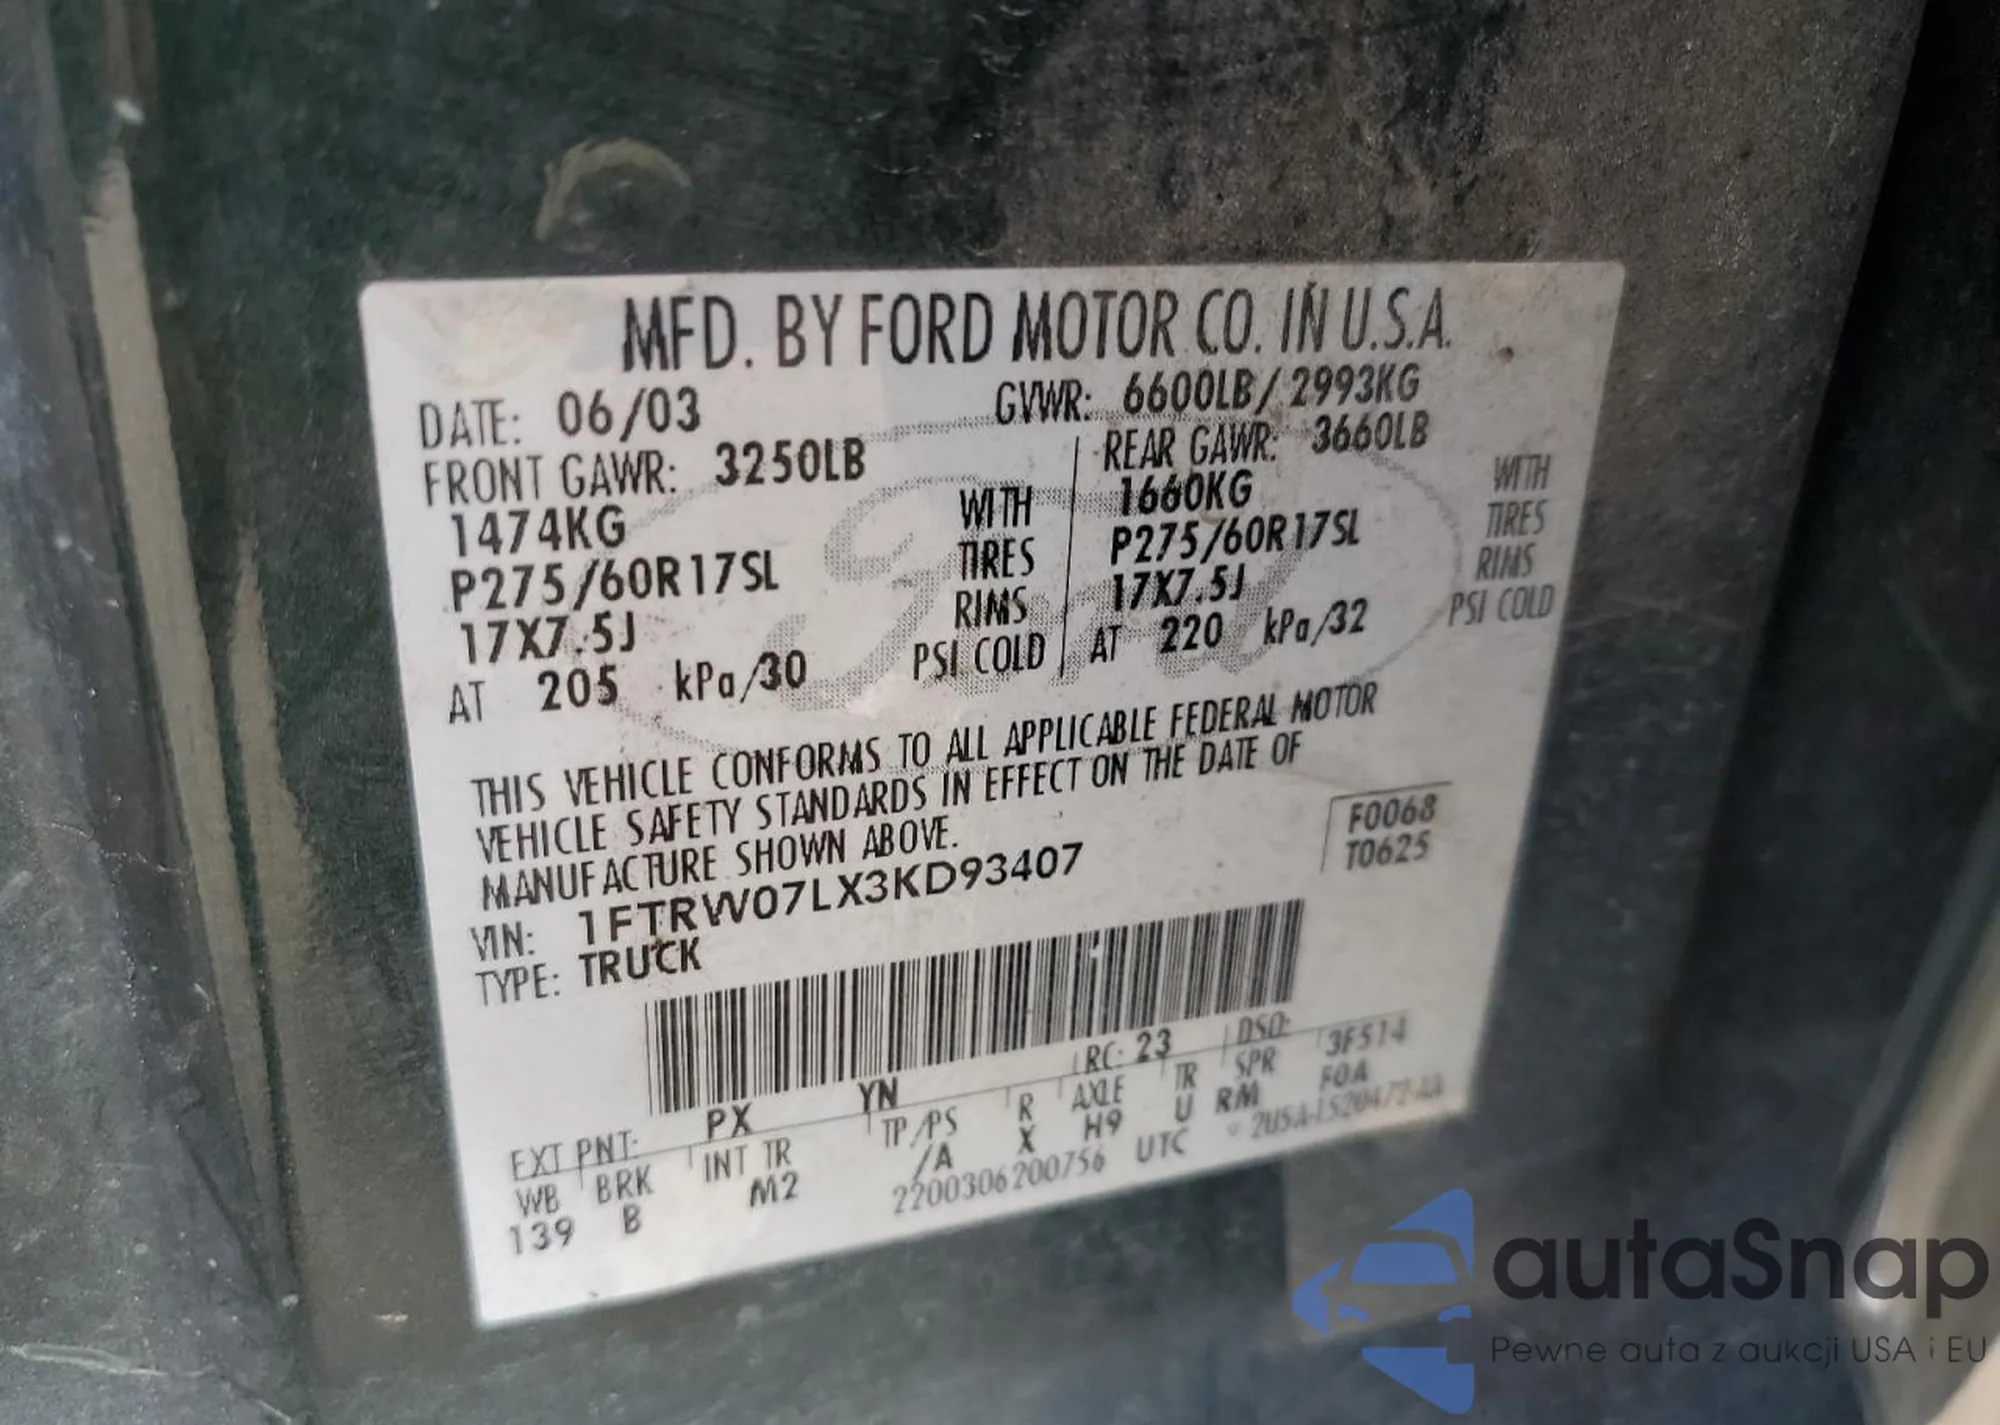 MFD. BY FORD MOTOR CO. IN U.S.A.
DATE: 06/03 GVWR: 6600LB/2993KG
FRONT GAWR: 3250LB REAR GAWR: 3660LB
1474KG WITH 1660KG WITH
P275/60R17SL TIRES P275/60R17SL TIRES
17X7.5J RIMS 17X7.5J RIMS
AT 205 kPa/30 PSI COLD AT 220 kPa/32 PSI COLD
THIS VEHICLE CONFORMS TO ALL APPLICABLE FEDERAL MOTOR
VEHICLE SAFETY STANDARDS IN EFFECT ON THE DATE OF
MANUFACTURE SHOWN ABOVE.
F0068
T0625
VIN: 1FTRW07LX3KD93407
TYPE: TRUCK
EXT PNT: PX YN RC: 23 DSO: 3F514
WB BRK INT TR TP/PS R AXLE TR SPR F0A
139 B M2 /A X H9 U RM
2200306200756 UTC
Ford
autaSnap
Pewne auta z aukcji USA i EU